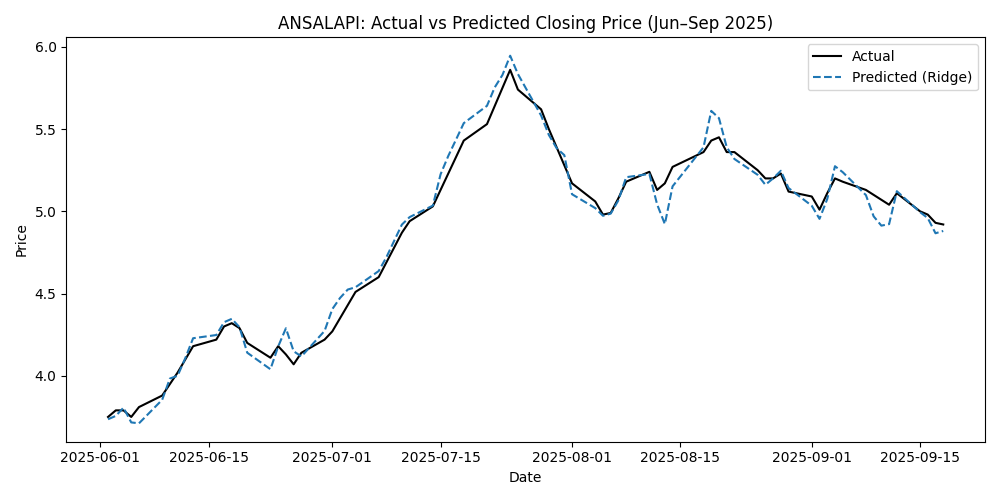 ANSALAPI: Actual vs Predicted Closing Price (Jun–Sep 2025)
Actual
Predicted (Ridge)
Price
6.0
5.5
5.0
4.5
4.0
2025-06-01 2025-06-15 2025-07-01 2025-07-15 2025-08-01 2025-08-15 2025-09-01 2025-09-15
Date